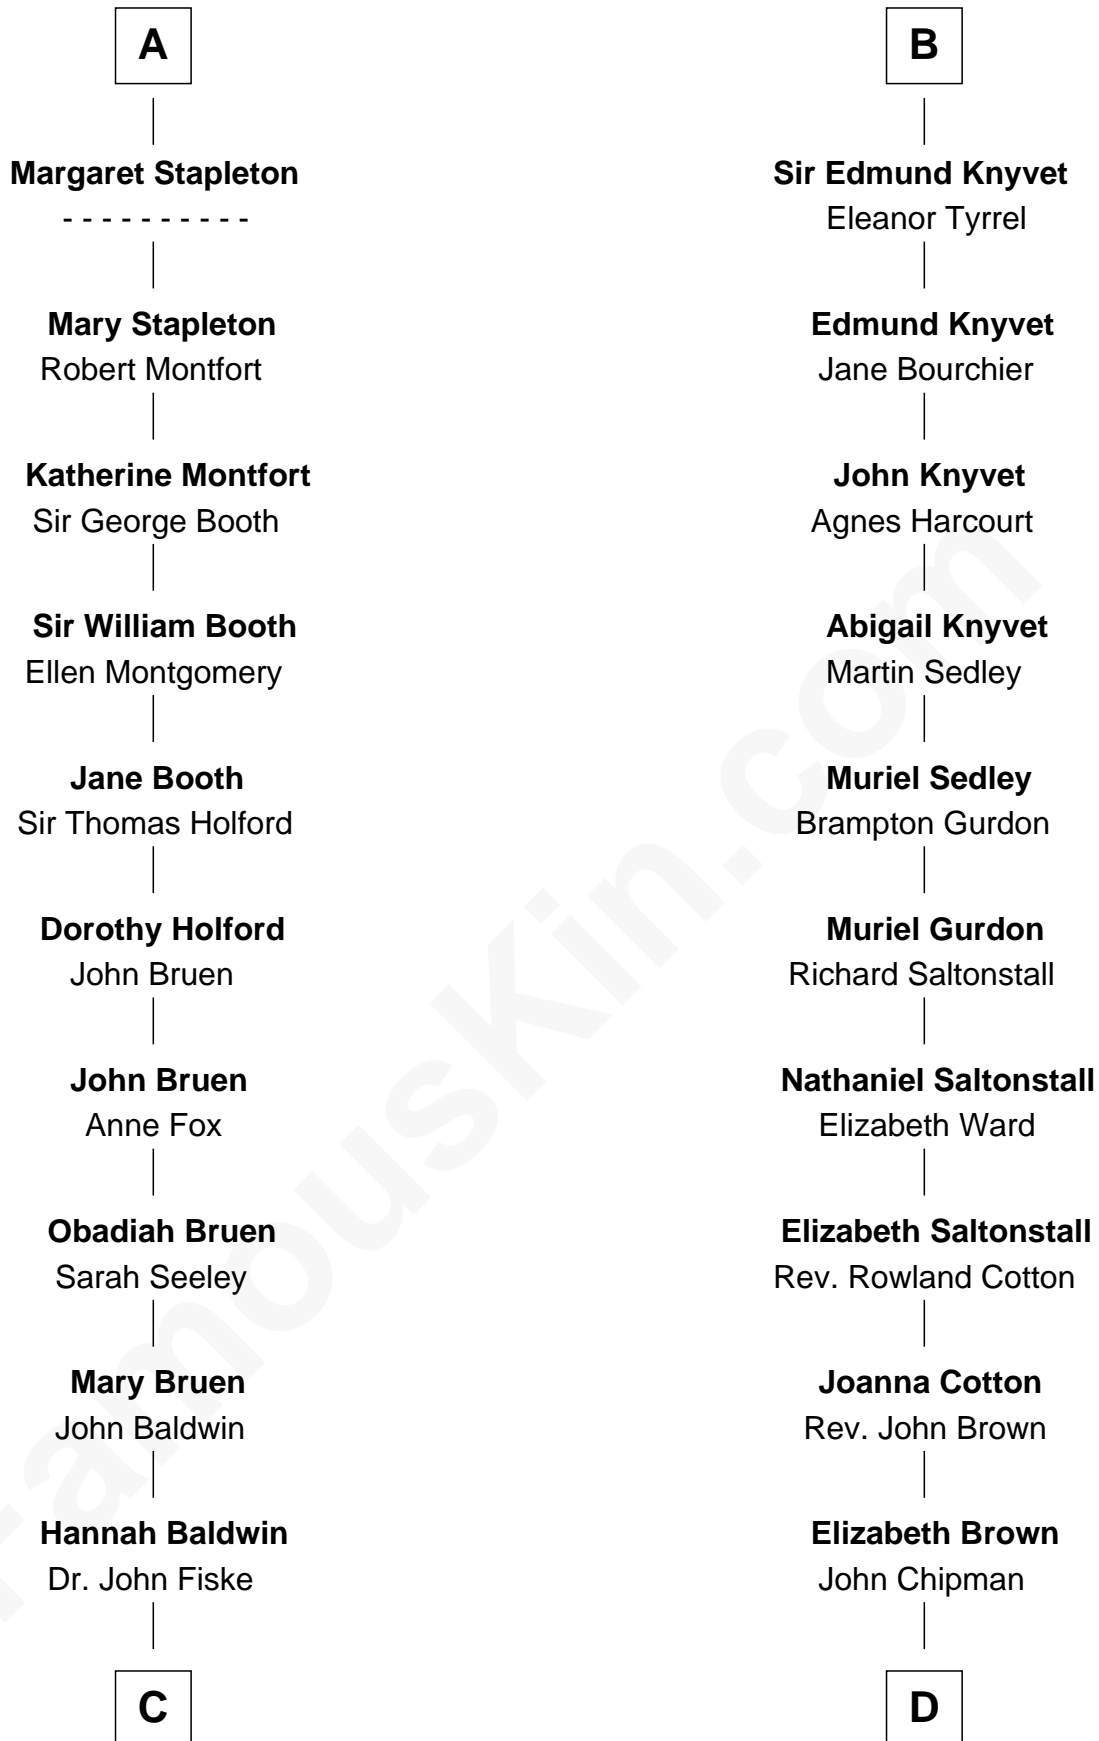 A
Margaret Stapleton
- - - - - - - - - -
Mary Stapleton
Robert Montfort
Katherine Montfort
Sir George Booth
Sir William Booth
Ellen Montgomery
Jane Booth
Sir Thomas Holford
Dorothy Holford
John Bruen
John Bruen
Anne Fox
Obadiah Bruen
Sarah Seeley
Mary Bruen
John Baldwin
Hannah Baldwin
Dr. John Fiske
C
B
Sir Edmund Knyvet
Eleanor Tyrrel
Edmund Knyvet
Jane Bourchier
John Knyvet
Agnes Harcourt
Abigail Knyvet
Martin Sedley
Muriel Sedley
Brampton Gurdon
Muriel Gurdon
Richard Saltonstall
Nathaniel Saltonstall
Elizabeth Ward
Elizabeth Saltonstall
Rev. Rowland Cotton
Joanna Cotton
Rev. John Brown
Elizabeth Brown
John Chipman
D
FamousKin.com